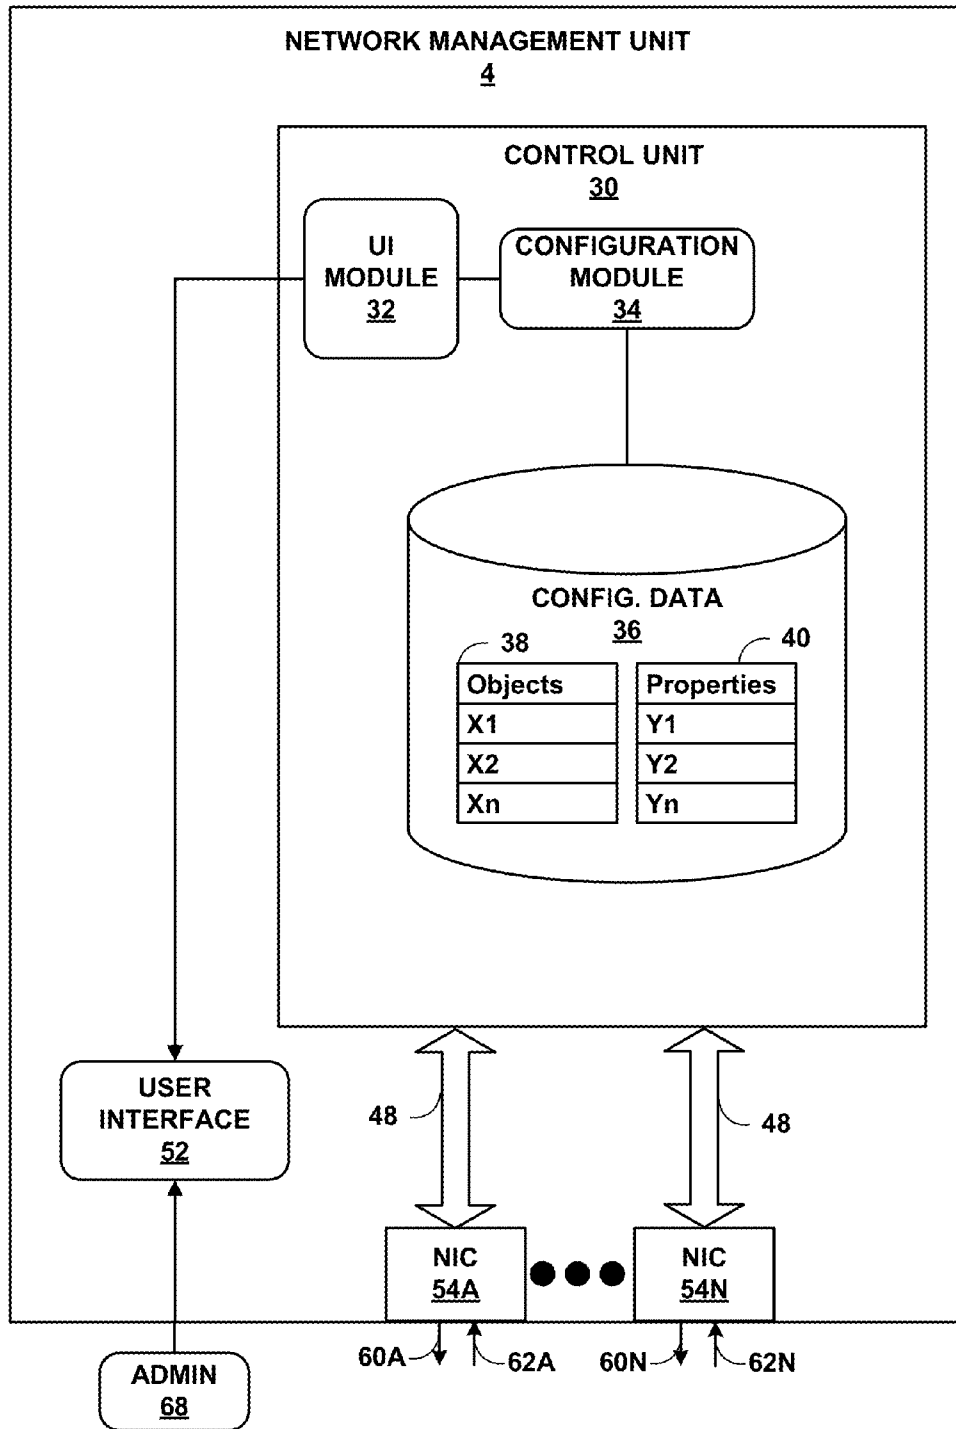 NETWORK MANAGEMENT UNIT
4
CONTROL UNIT
30
UI
MODULE
32
CONFIGURATION
MODULE
34
CONFIG. DATA
36
38
40
Objects
X1
X2
Xn
Properties
Y1
Y2
Yn
USER
INTERFACE
52
48
48
NIC
54A
NIC
54N
60A
62A
60N
62N
ADMIN
68